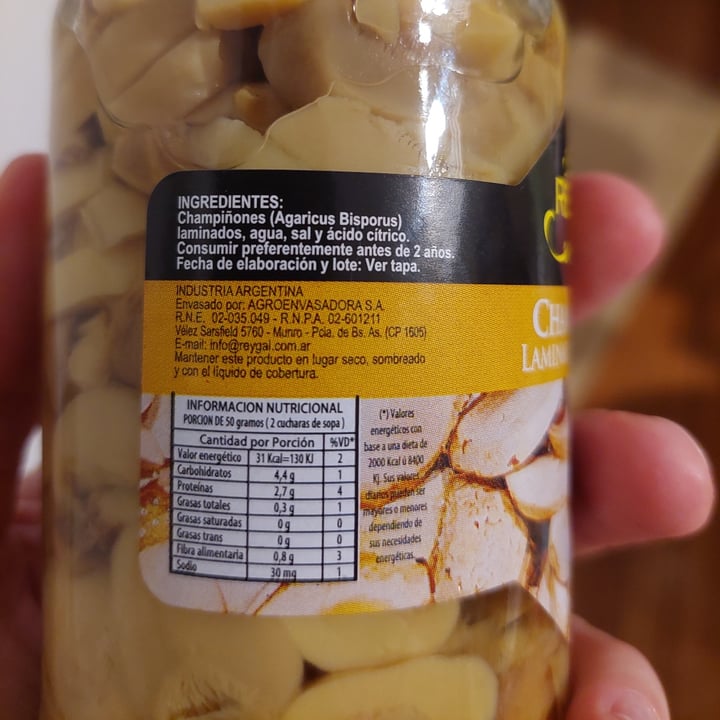 INGREDIENTES:
Champiñones (Agaricus Bisporus)
laminados, agua, sal y ácido cítrico.
Consumir preferentemente antes de 2 años.
Fecha de elaboración y lote: Ver tapa.
INDUSTRIA ARGENTINA
Envasado por: AGROENVASADORA S.A.
R.N.E. 02-035.049 - R.N.P.A. 02-601211
Vélez Sarsfield 5760 - Munro - Pcia. de Bs. As. (CP 1605)
E-mail: info@reygal.com.ar
Mantener este producto en lugar seco, sombreado
y con el líquido de cobertura.
INFORMACION NUTRICIONAL
PORCION DE 50 gramos ( 2 cucharas de sopa )
Cantidad por Porción %VD*
Valor energético 31 Kcal=130 KJ 2
Carbohidratos 4,4 g 1
Proteínas 2,7 g 4
Grasas totales 0,3 g 1
Grasas saturadas 0 g 0
Grasas trans 0 g 0
Fibra alimentaria 0,8 g 3
Sodio 30 mg 1
(*) Valores
energéticos con
base a una dieta de
2000 Kcal ú 8400
KJ. Sus valores
diarios pueden ser
mayores o menores
dependiendo de
sus necesidades
energéticas.
CHA
LAMIN